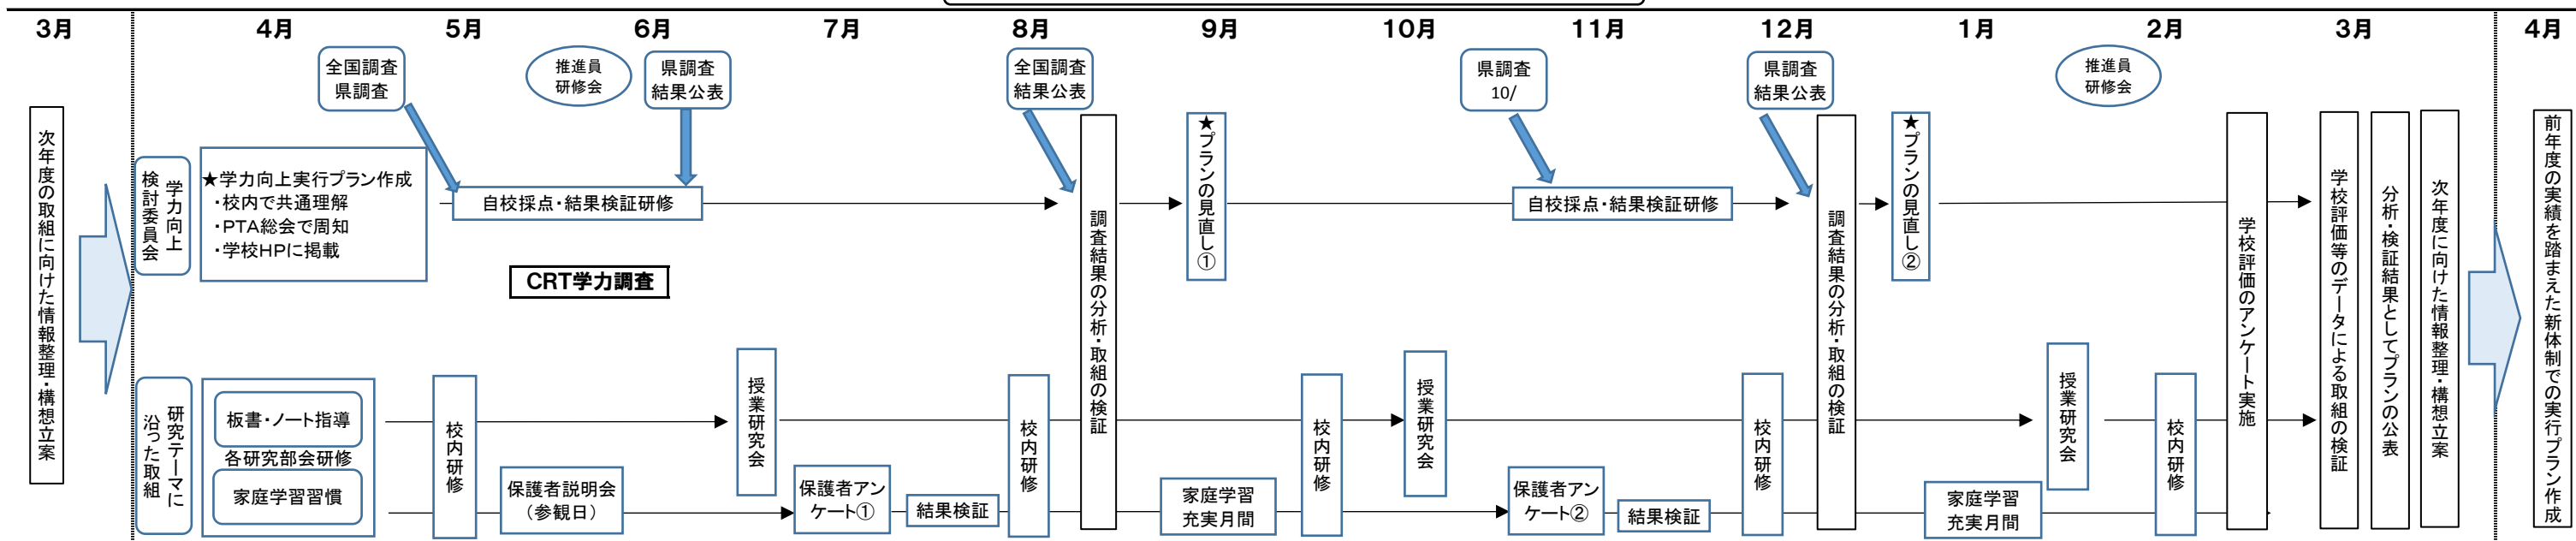 3月
4月
5月
6月
7月
8月
9月
10月
11月
12月
1月
2月
3月
4月
全国調査
県調査
推進員
研修会
県調査
結果公表
全国調査
結果公表
県調査
10/
県調査
結果公表
推進員
研修会
次年度の取組に向けた情報整理・構想立案
学力向上
検討委員会
★学力向上実行プラン作成
・校内で共通理解
・PTA総会で周知
・学校HPに掲載
自校採点・結果検証研修
CRT学力調査
調査結果の分析・取組の検証
★プランの見直し①
自校採点・結果検証研修
調査結果の分析・取組の検証
★プランの見直し②
学校評価のアンケート実施
学校評価等のデータによる取組の検証
分析・検証結果としてプランの公表
次年度に向けた情報整理・構想立案
前年度の実績を踏まえた新体制での実行プラン作成
研究テーマに
沿った取組
板書・ノート指導
各研究部会研修
家庭学習習慣
校内研修
保護者説明会
（参観日）
授業研究会
保護者アン
ケート①
結果検証
校内研修
家庭学習
充実月間
校内研修
授業研究会
保護者アン
ケート②
結果検証
校内研修
家庭学習
充実月間
授業研究会
校内研修